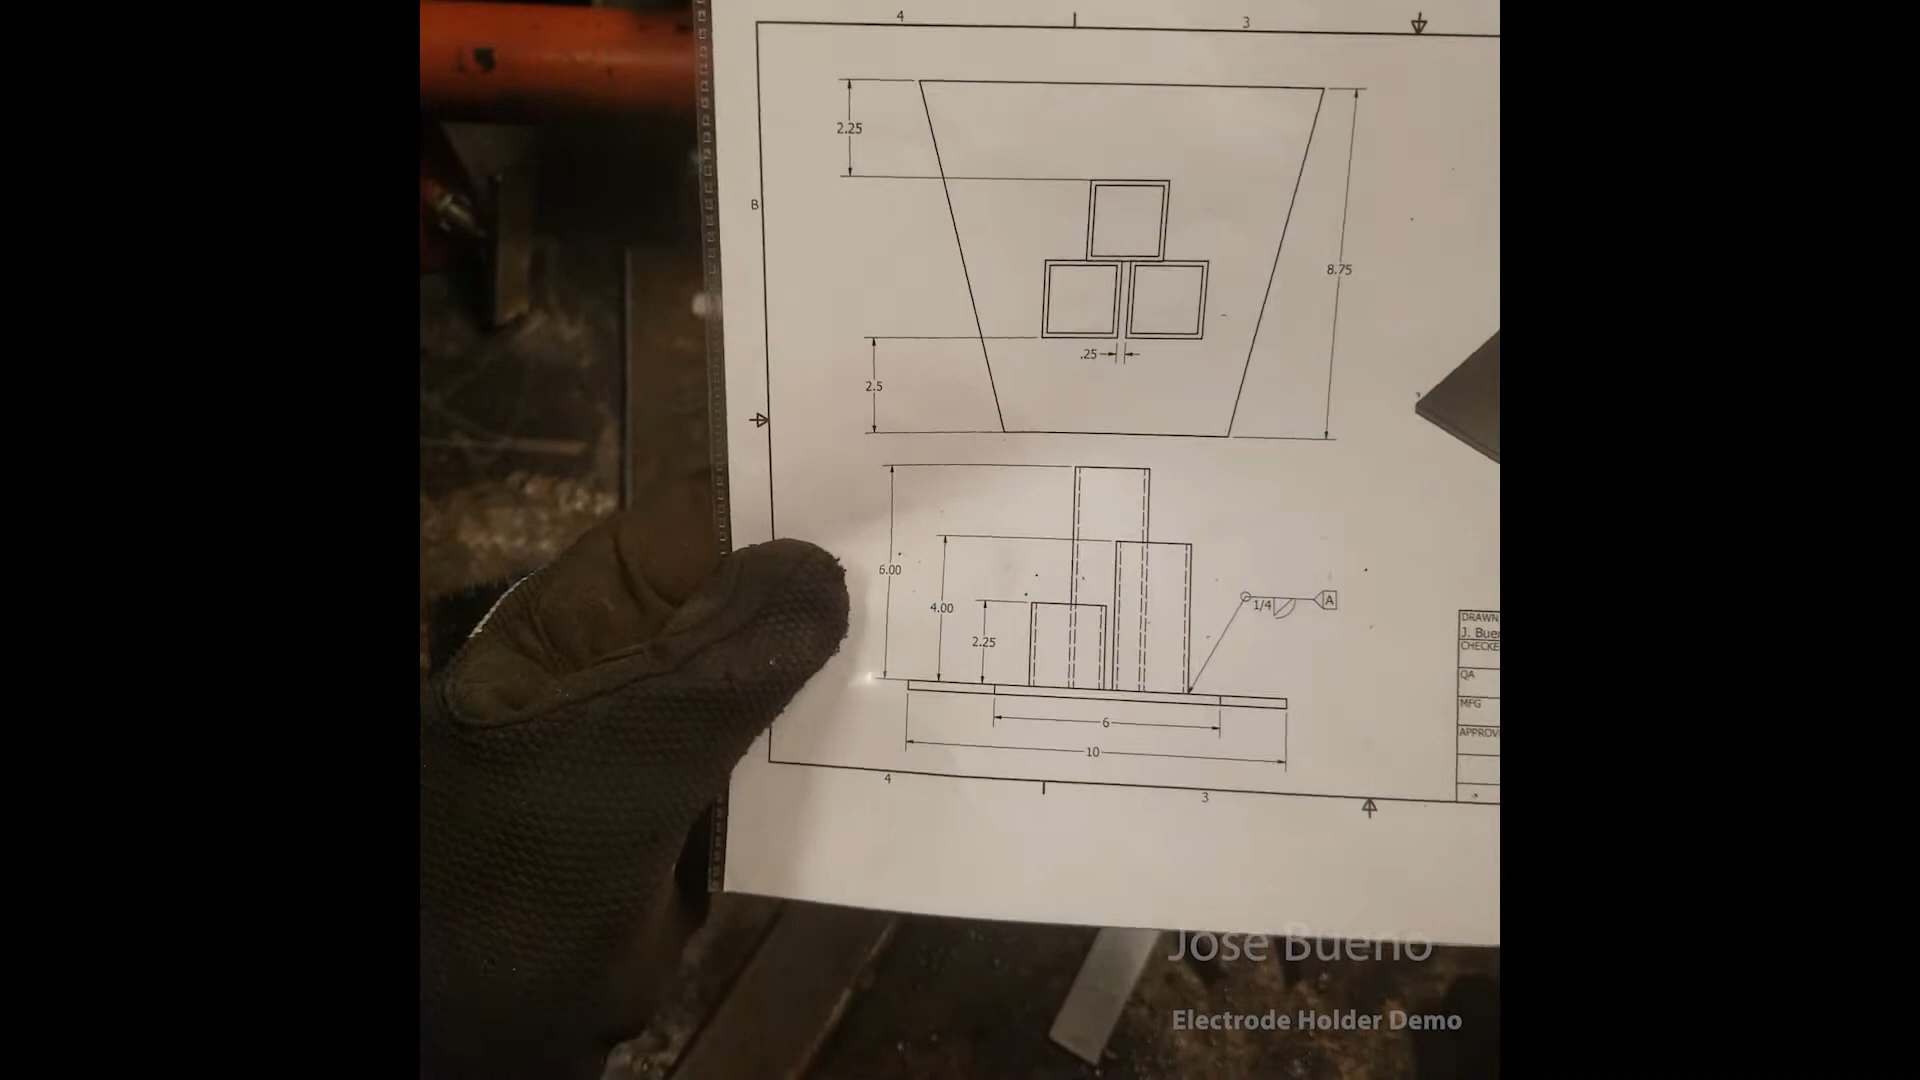 4
3
2.25
B
8.75
.25
2.5
6.00
4.00
2.25
1/4
A
6
10
4
3
DRAWN
J. Bue
CHECKE
QA
MFG
APPROV
Jose Bueno
Electrode Holder Demo